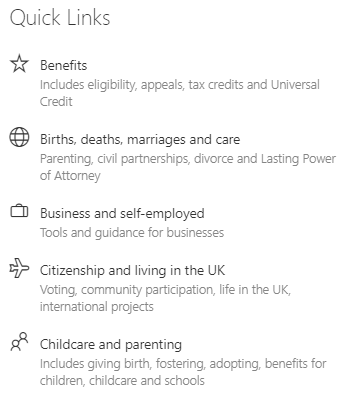 Quick Links
Benefits
Includes eligibility, appeals, tax credits and Universal
Credit
Births, deaths, marriages and care
Parenting, civil partnerships, divorce and Lasting Power
of Attorney
Business and self-employed
Tools and guidance for businesses
Citizenship and living in the UK
Voting, community participation, life in the UK,
international projects
Childcare and parenting
Includes giving birth, fostering, adopting, benefits for
children, childcare and schools